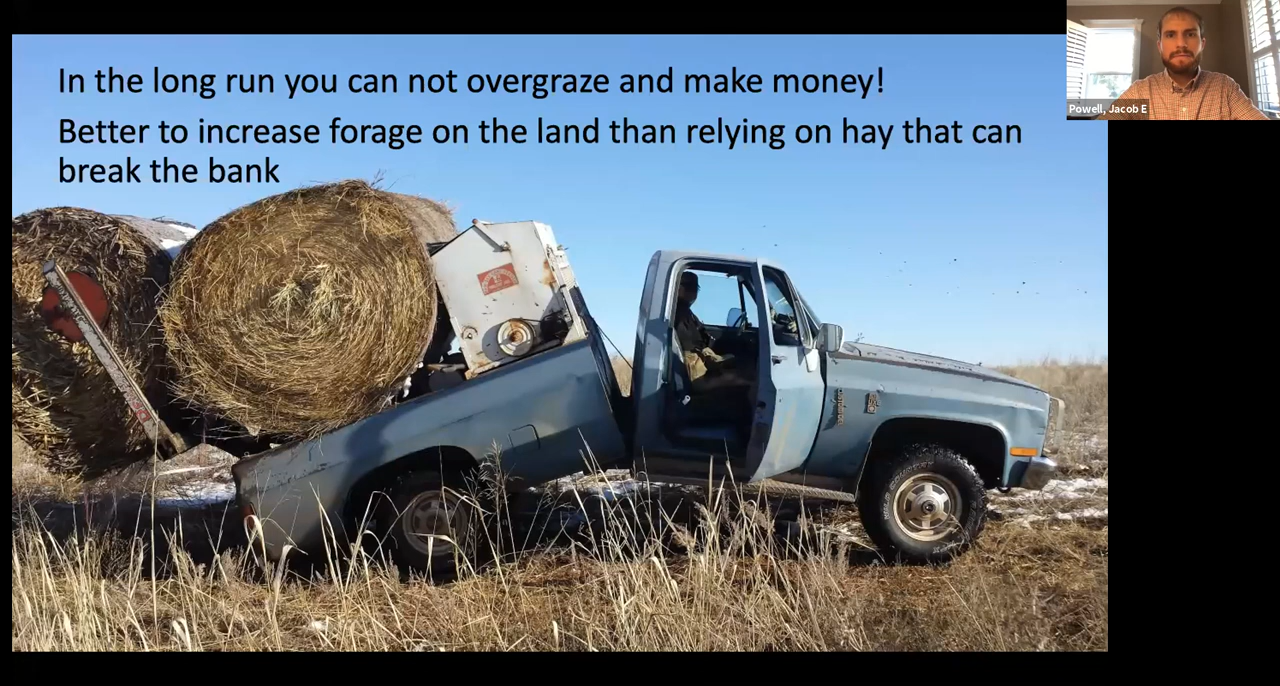 In the long run you can not overgraze and make money!
Better to increase forage on the land than relying on hay that can
break the bank
Powell, Jacob E